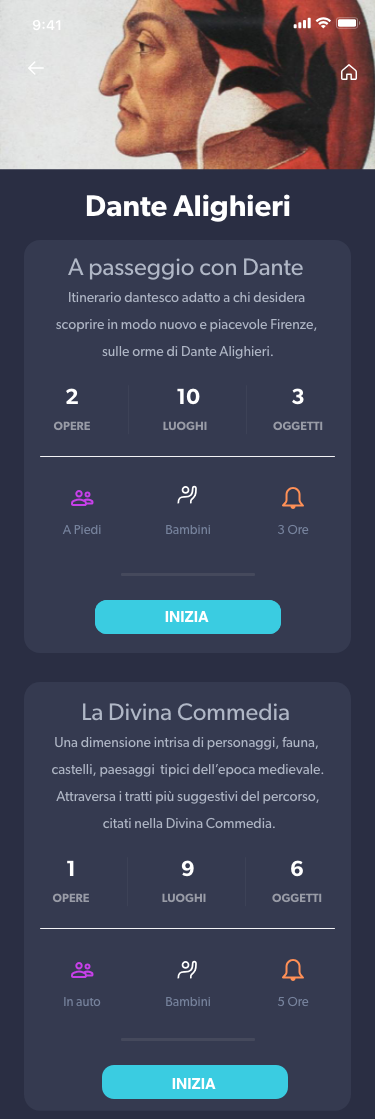 9:41
Dante Alighieri
A passeggio con Dante
Itinerario dantesco adatto a chi desidera
scoprire in modo nuovo e piacevole Firenze,
sulle orme di Dante Alighieri.
2 10 3
OPERE LUOGHI OGGETTI
A Piedi Bambini 3 Ore
INIZIA
La Divina Commedia
Una dimensione intrisa di personaggi, fauna,
castelli, paesaggi tipici dell'epoca medievale.
Attraversa i tratti più suggestivi del percorso,
citati nella Divina Commedia.
1 9 6
OPERE LUOGHI OGGETTI
In auto Bambini 5 Ore
INIZIA